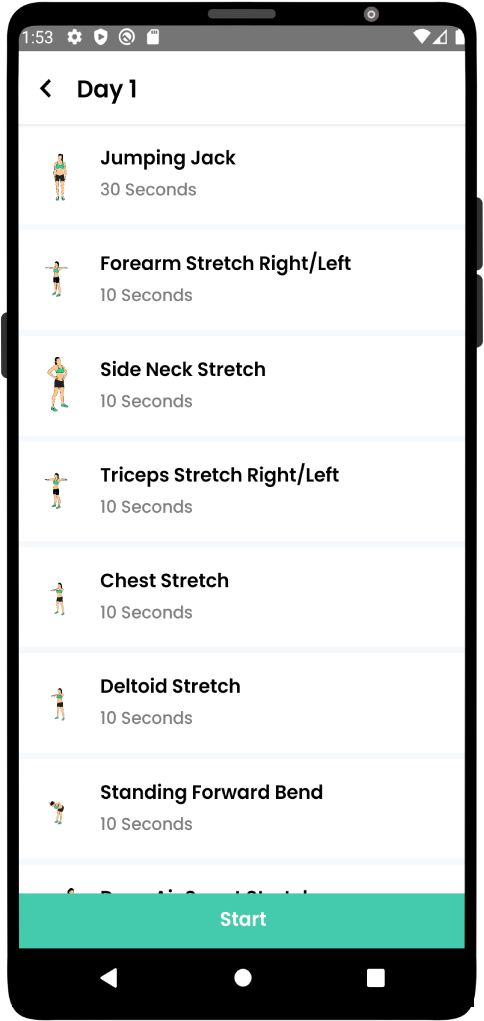 1:53
Day 1
Jumping Jack
30 Seconds
Forearm Stretch Right/Left
10 Seconds
Side Neck Stretch
10 Seconds
Triceps Stretch Right/Left
10 Seconds
Chest Stretch
10 Seconds
Deltoid Stretch
10 Seconds
Standing Forward Bend
10 Seconds
Start